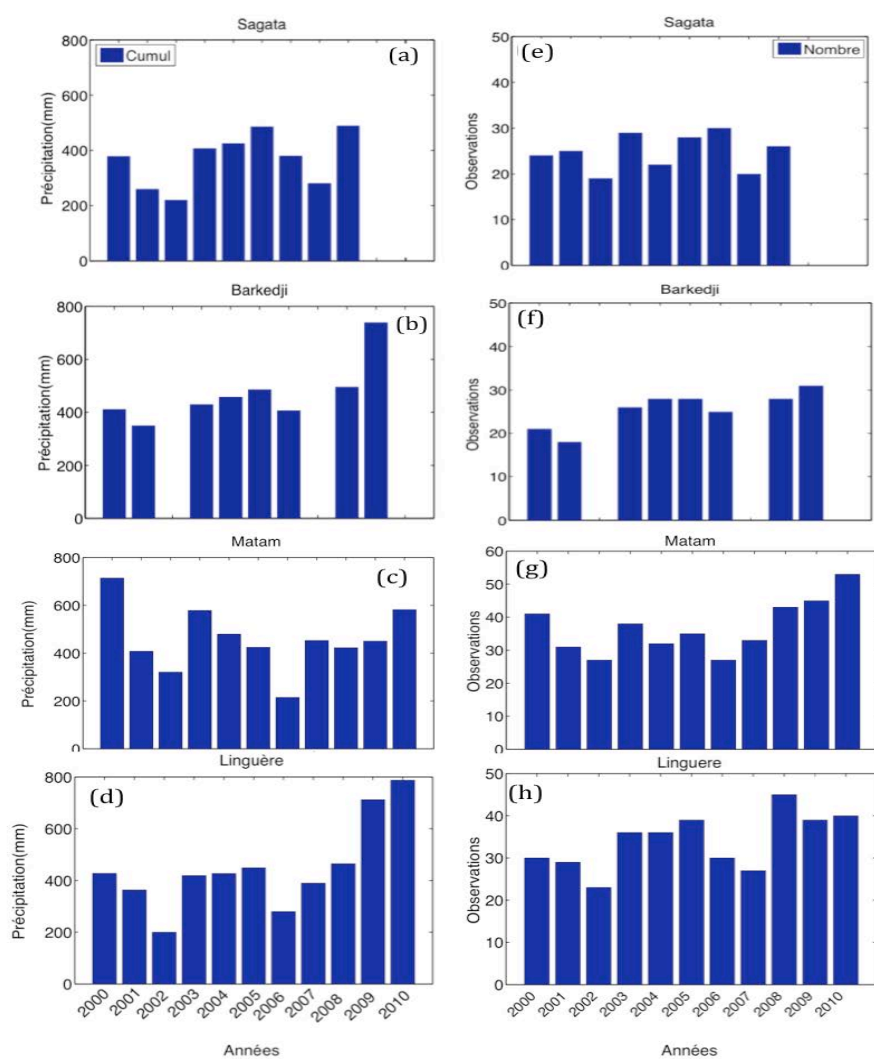 Sagata
800
600
400
200
0
Précipitation(mm)
Cumul
(a)
Sagata
50
40
30
20
10
0
Observations
(e)
Nombre
Barkedji
800
600
400
200
0
Précipitation(mm)
(b)
Barkedji
50
40
30
20
10
0
Observations
(f)
Matam
800
600
400
200
0
Précipitation(mm)
(c)
Matam
60
50
40
30
20
10
0
Observations
(g)
Linguère
800
600
400
200
0
Précipitation(mm)
(d)
2000 2001 2002 2003 2004 2005 2006 2007 2008 2009 2010
Années
Linguere
50
40
30
20
10
0
Observations
(h)
2000 2001 2002 2003 2004 2005 2006 2007 2008 2009 2010
Années